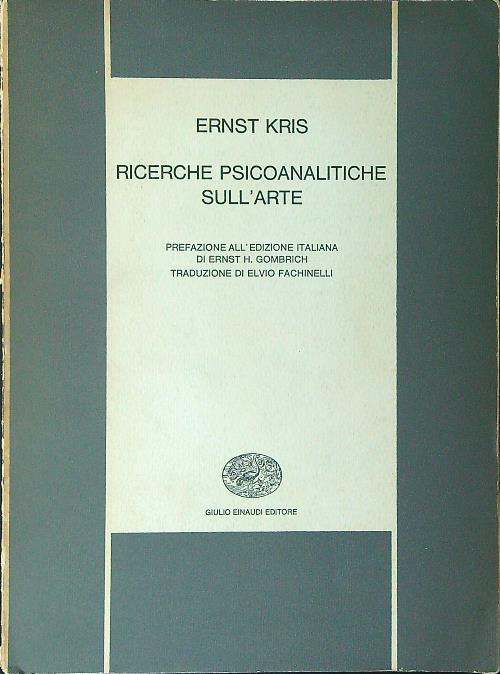 ERNST KRIS
RICERCHE PSICOANALITICHE
SULL'ARTE
PREFAZIONE ALL'EDIZIONE ITALIANA
DI ERNST H. GOMBRICH
TRADUZIONE DI ELVIO FACHINELLI
GIULIO EINAUDI EDITORE